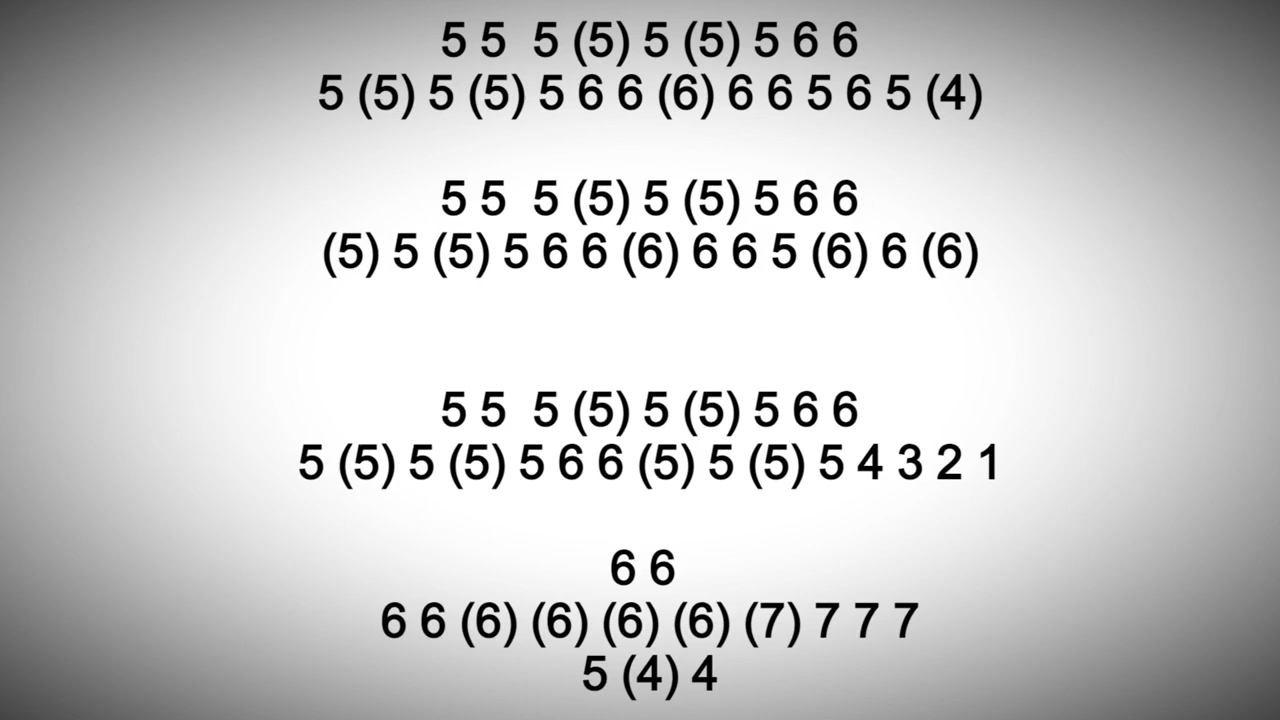 5 5 5 (5) 5 (5) 5 6 6
5 (5) 5 (5) 5 6 6 (6) 6 6 5 6 5 (4)
5 5 5 (5) 5 (5) 5 6 6
(5) 5 (5) 5 6 6 (6) 6 6 5 (6) 6 (6)
5 5 5 (5) 5 (5) 5 6 6
5 (5) 5 (5) 5 6 6 (5) 5 (5) 5 4 3 2 1
6 6
6 6 (6) (6) (6) (6) (7) 7 7 7
5 (4) 4